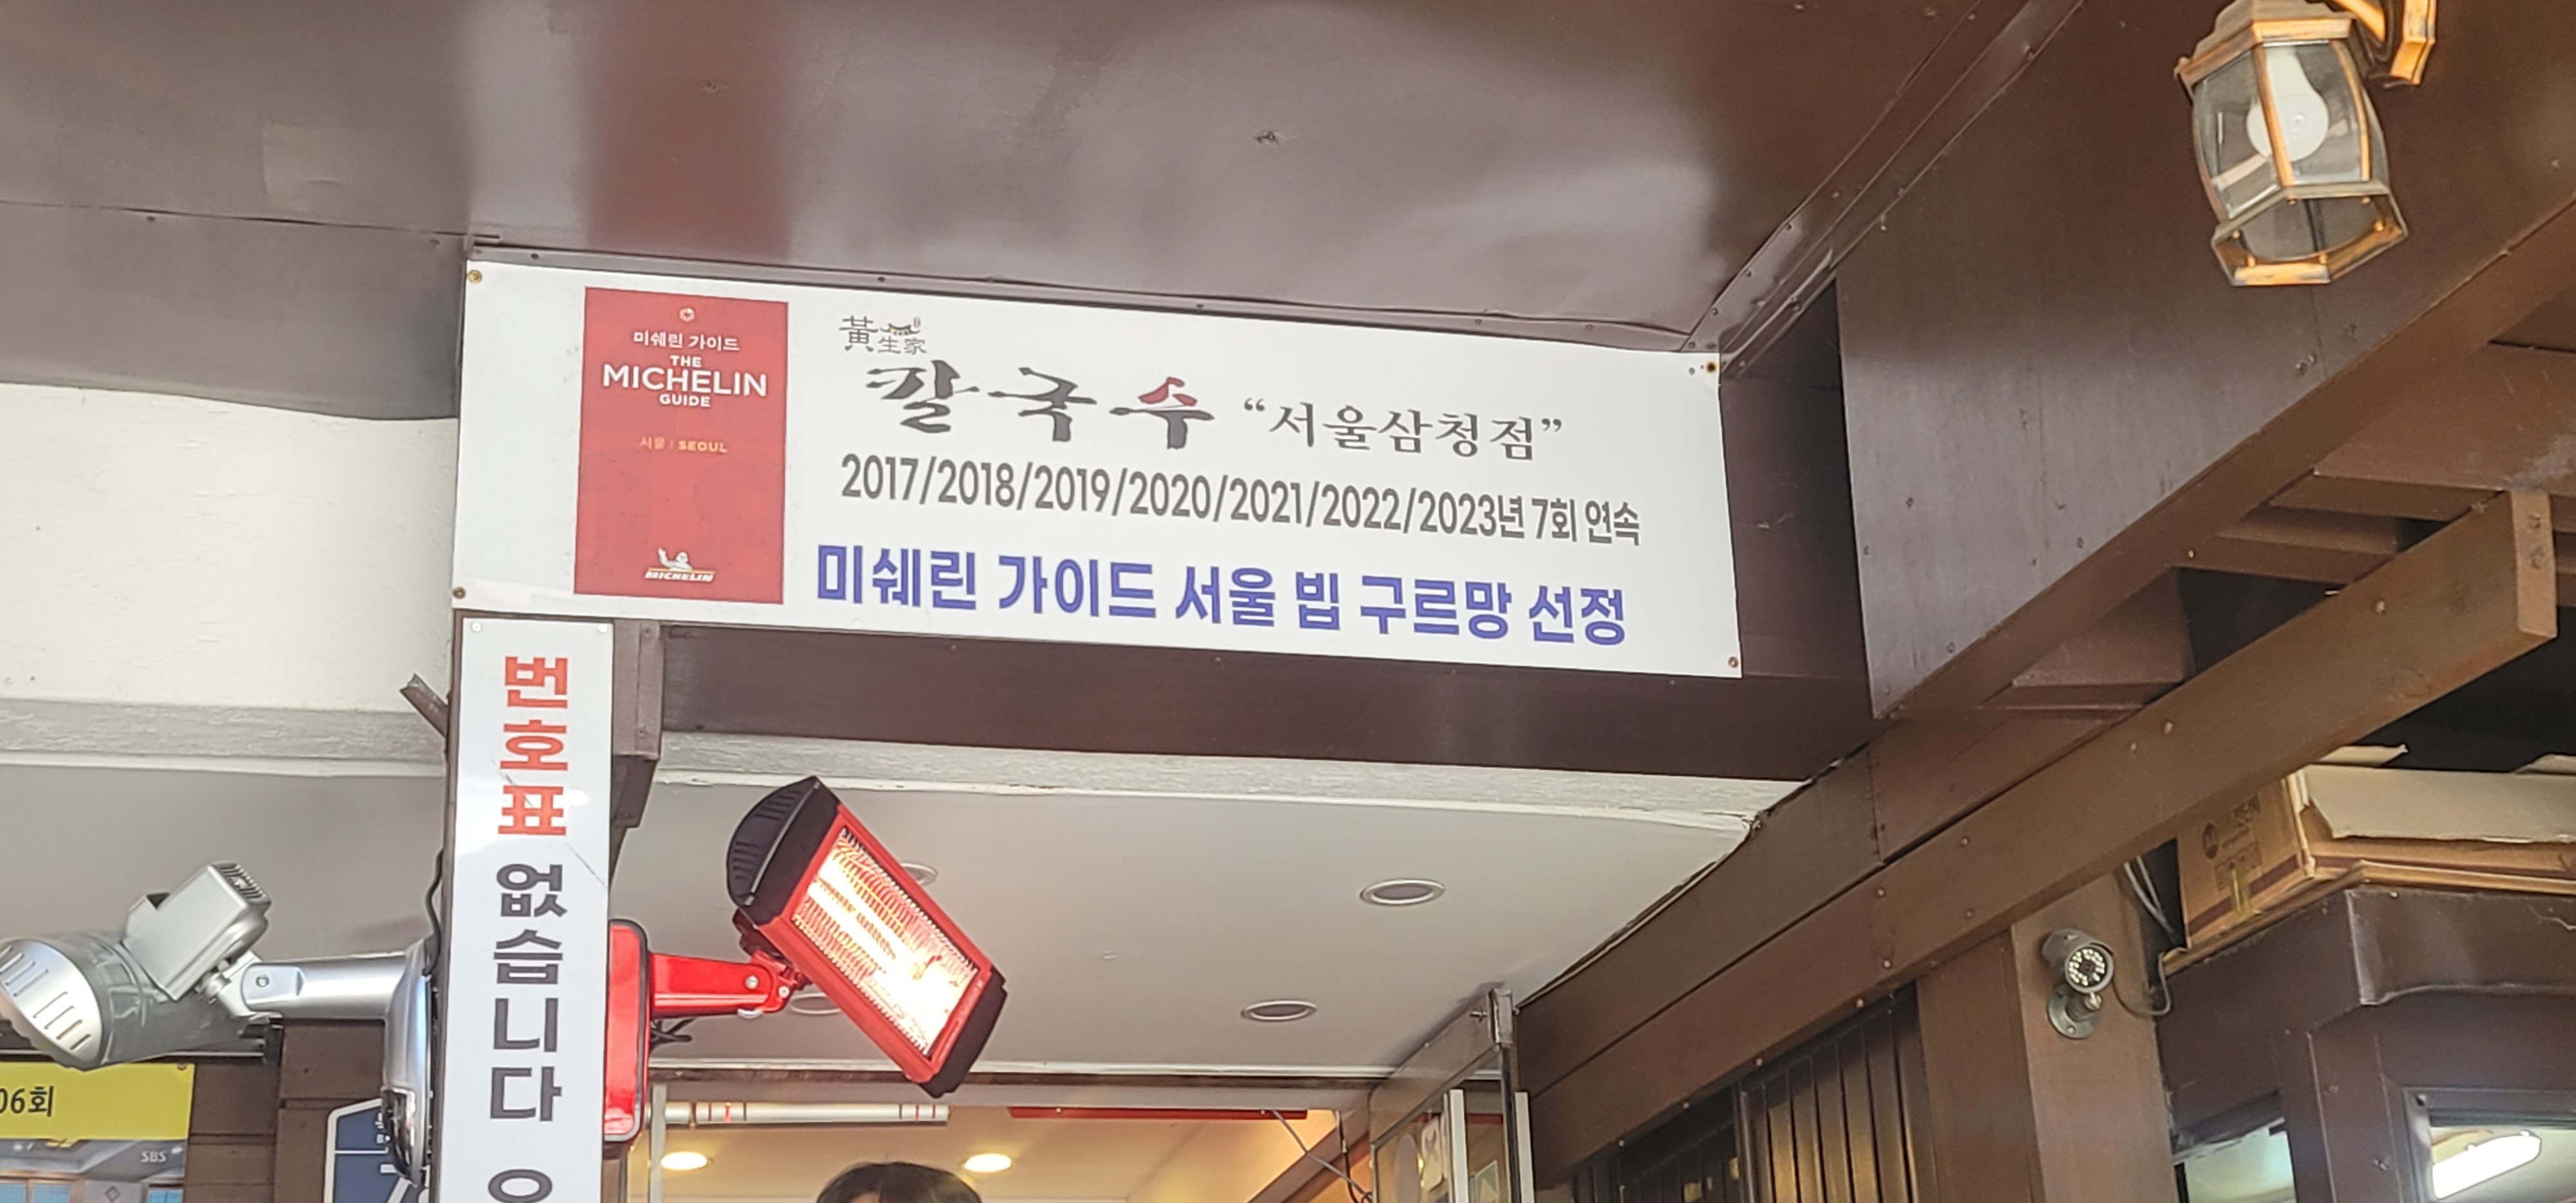 미쉐린 가이드
THE
MICHELIN
GUIDE
서울 : SEOUL
MICHELIN
黃生家
칼국수 “서울삼청점”
2017/2018/2019/2020/2021/2022/2023년 7회 연속
미쉐린 가이드 서울 빕 구르망 선정
번호표 없습니다
06회
SBS